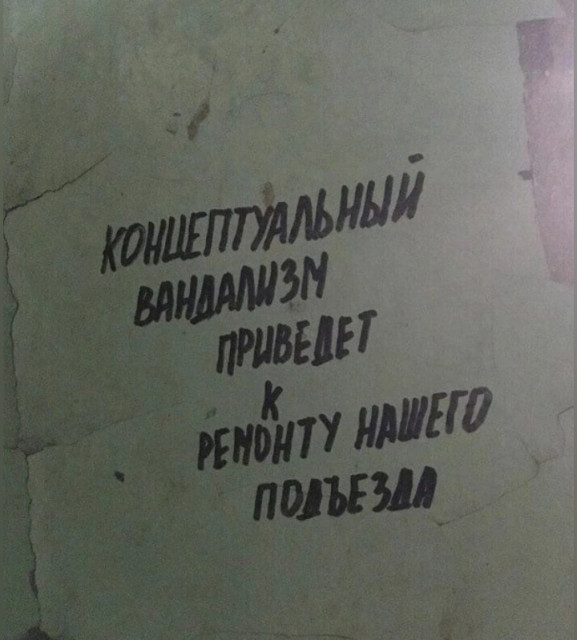 КОНЦЕПТУАЛЬНЫЙ
ВАНДАЛИЗМ
ПРИВЕДЕТ
К
РЕМОНТУ НАШЕГО
ПОДЪЕЗДА